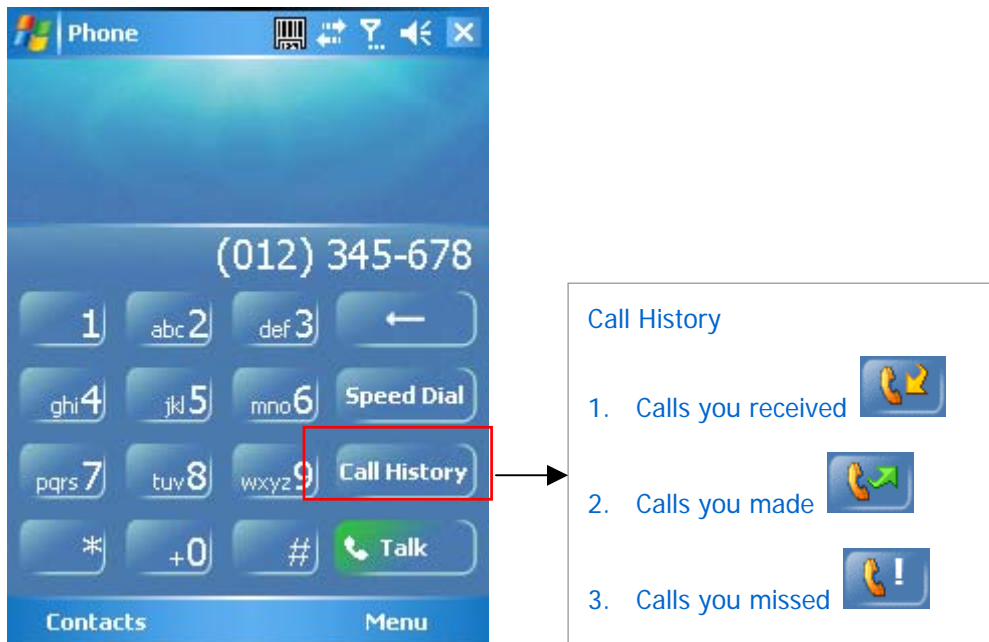 Phone
(012) 345-678
1 abc 2 def 3
ghi 4 jkl 5 mno 6 Speed Dial
pqrs 7 tuv 8 wxyz 9 Call History
* +0 # Talk
Contacts Menu
Call History
1. Calls you received
2. Calls you made
3. Calls you missed !